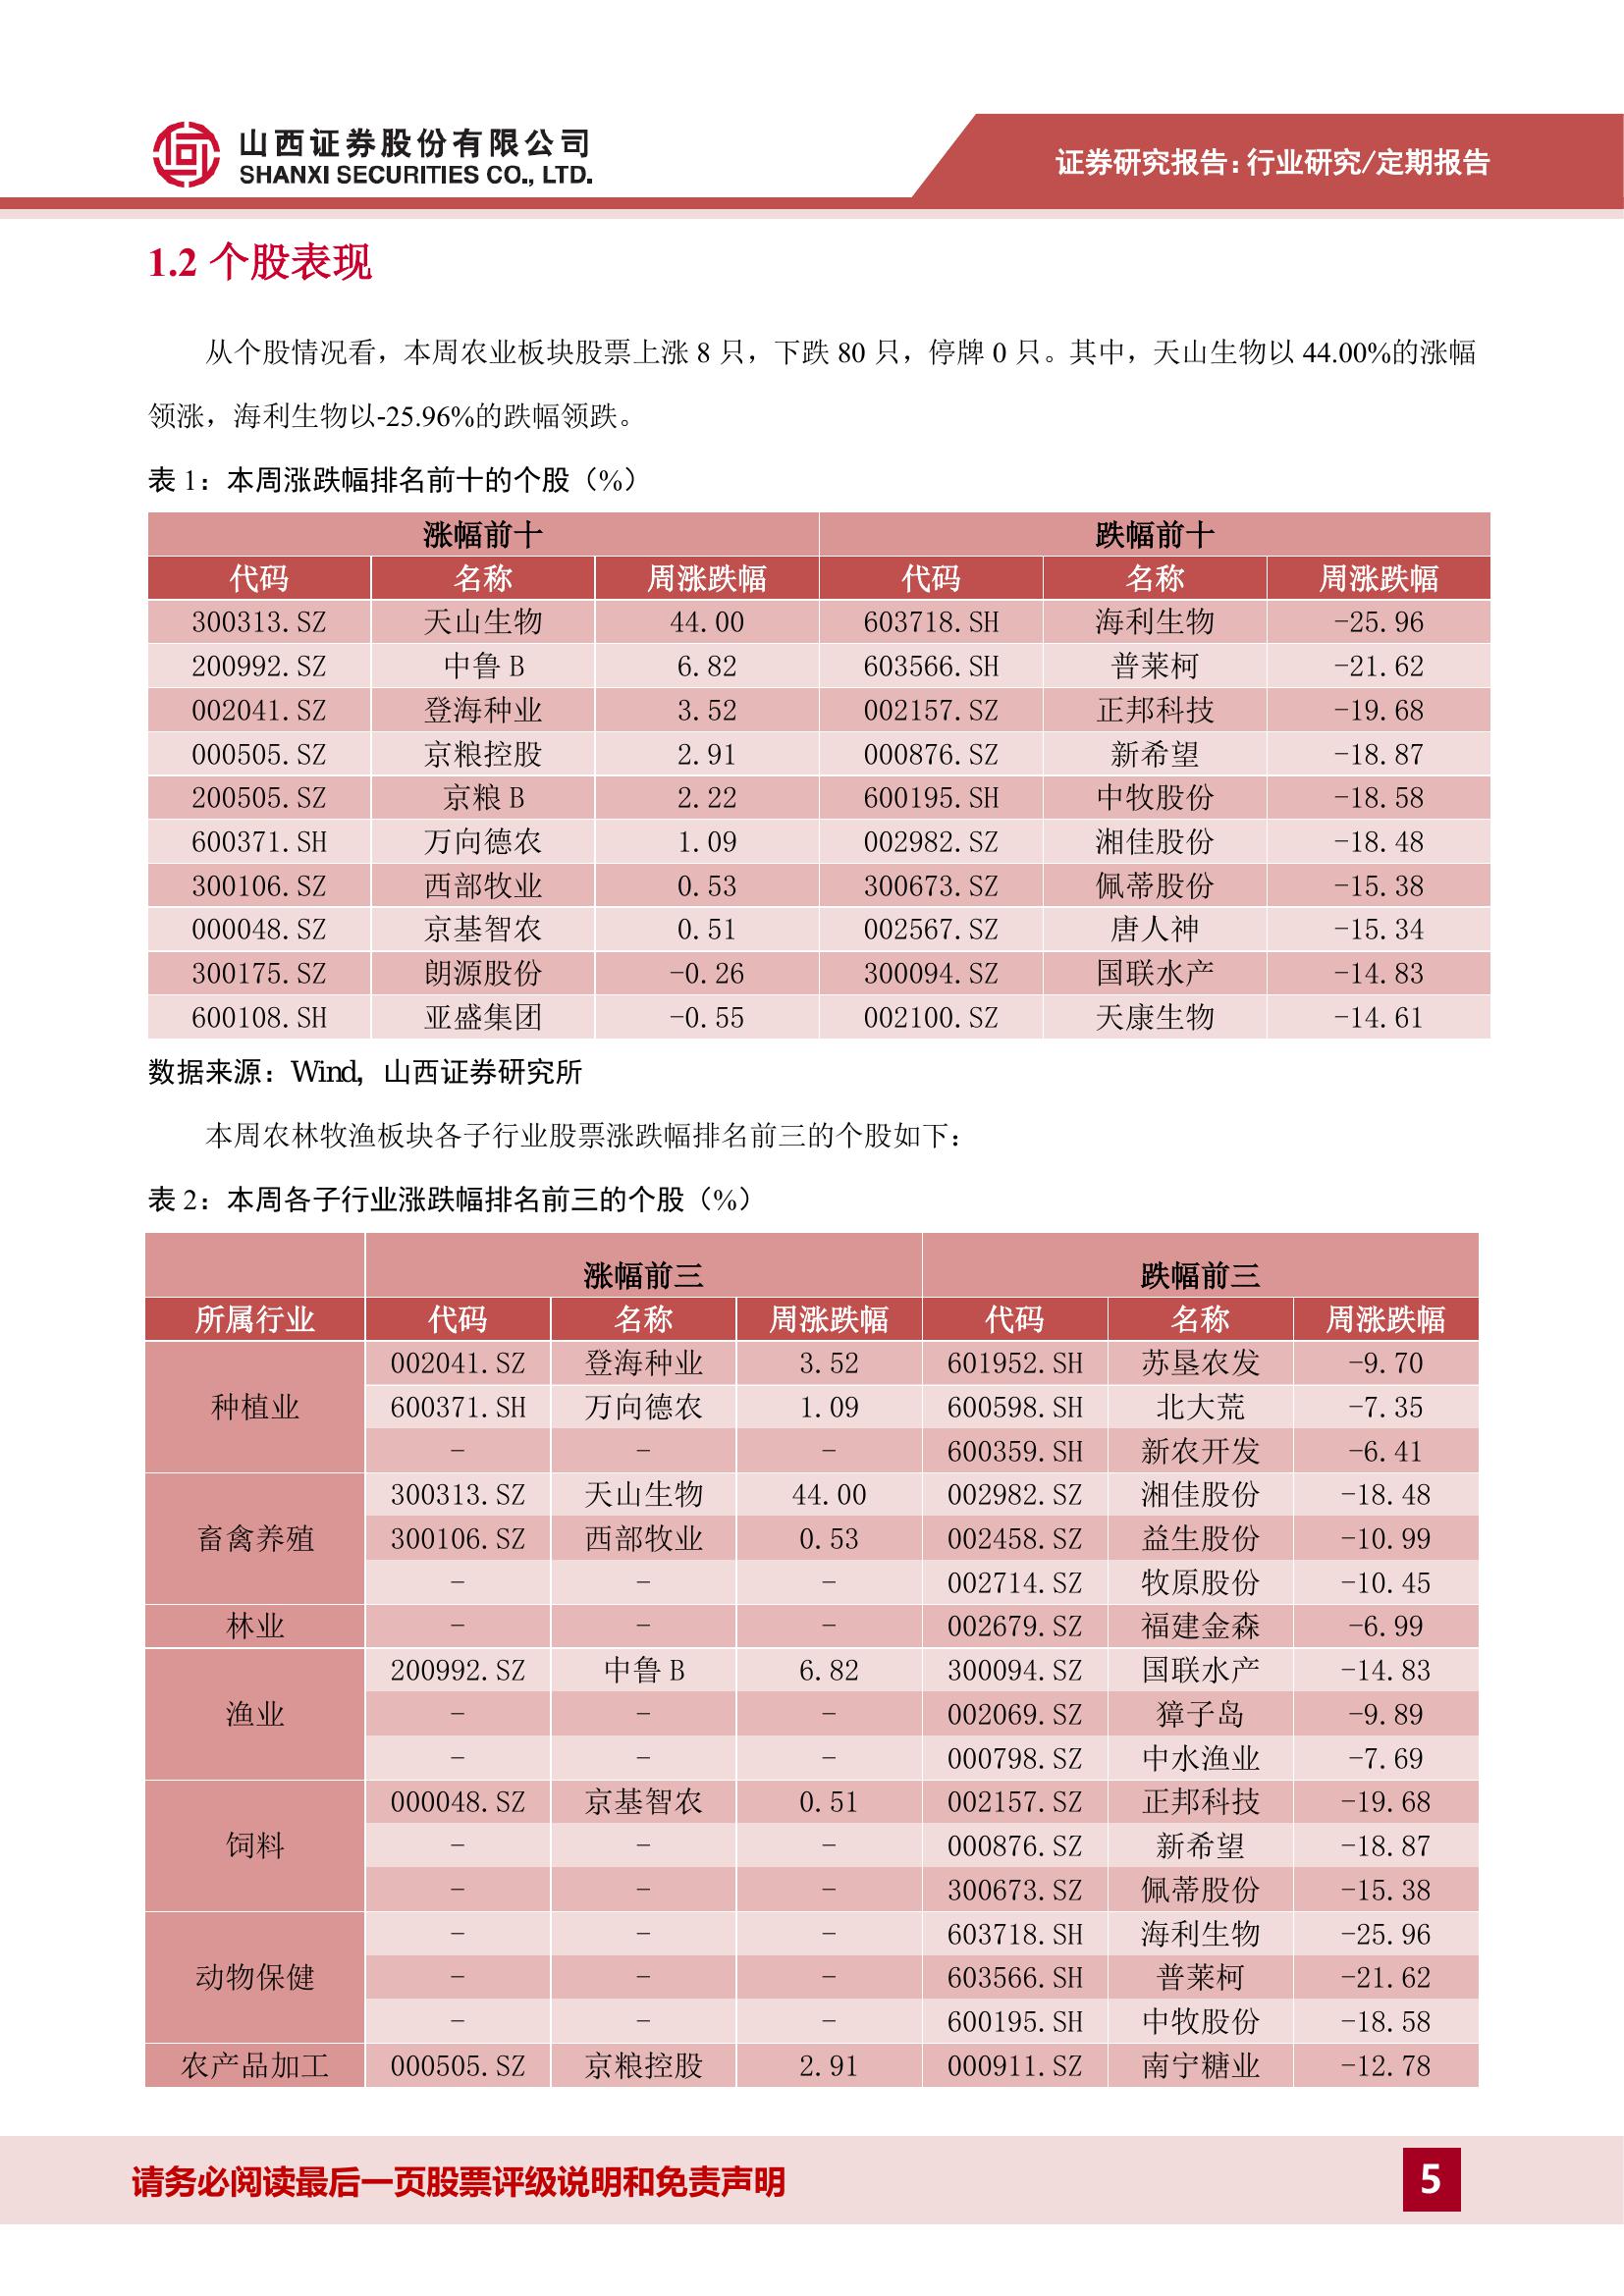 山西证券股份有限公司
SHANXI SECURITIES CO., LTD.
证券研究报告：行业研究/定期报告
1.2 个股表现
从个股情况看，本周农业板块股票上涨 8 只，下跌 80 只，停牌 0 只。其中，天山生物以 44.00%的涨幅
领涨，海利生物以-25.96%的跌幅领跌。
表 1：本周涨跌幅排名前十的个股（%）
涨幅前十 跌幅前十
代码 名称 周涨跌幅 代码 名称 周涨跌幅
300313.SZ 天山生物 44.00 603718.SH 海利生物 -25.96
200992.SZ 中鲁 B 6.82 603566.SH 普莱柯 -21.62
002041.SZ 登海种业 3.52 002157.SZ 正邦科技 -19.68
000505.SZ 京粮控股 2.91 000876.SZ 新希望 -18.87
200505.SZ 京粮 B 2.22 600195.SH 中牧股份 -18.58
600371.SH 万向德农 1.09 002982.SZ 湘佳股份 -18.48
300106.SZ 西部牧业 0.53 300673.SZ 佩蒂股份 -15.38
000048.SZ 京基智农 0.51 002567.SZ 唐人神 -15.34
300175.SZ 朗源股份 -0.26 300094.SZ 国联水产 -14.83
600108.SH 亚盛集团 -0.55 002100.SZ 天康生物 -14.61
数据来源：Wind，山西证券研究所
本周农林牧渔板块各子行业股票涨跌幅排名前三的个股如下：
表 2：本周各子行业涨跌幅排名前三的个股（%）
涨幅前三 跌幅前三
所属行业 代码 名称 周涨跌幅 代码 名称 周涨跌幅
种植业 002041.SZ 登海种业 3.52 601952.SH 苏垦农发 -9.70
600371.SH 万向德农 1.09 600598.SH 北大荒 -7.35
- - - 600359.SH 新农开发 -6.41
畜禽养殖 300313.SZ 天山生物 44.00 002982.SZ 湘佳股份 -18.48
300106.SZ 西部牧业 0.53 002458.SZ 益生股份 -10.99
- - - 002714.SZ 牧原股份 -10.45
林业 - - - 002679.SZ 福建金森 -6.99
渔业 200992.SZ 中鲁 B 6.82 300094.SZ 国联水产 -14.83
- - - 002069.SZ 獐子岛 -9.89
- - - 000798.SZ 中水渔业 -7.69
饲料 000048.SZ 京基智农 0.51 002157.SZ 正邦科技 -19.68
- - - 000876.SZ 新希望 -18.87
- - - 300673.SZ 佩蒂股份 -15.38
动物保健 - - - 603718.SH 海利生物 -25.96
- - - 603566.SH 普莱柯 -21.62
- - - 600195.SH 中牧股份 -18.58
农产品加工 000505.SZ 京粮控股 2.91 000911.SZ 南宁糖业 -12.78
请务必阅读最后一页股票评级说明和免责声明
5